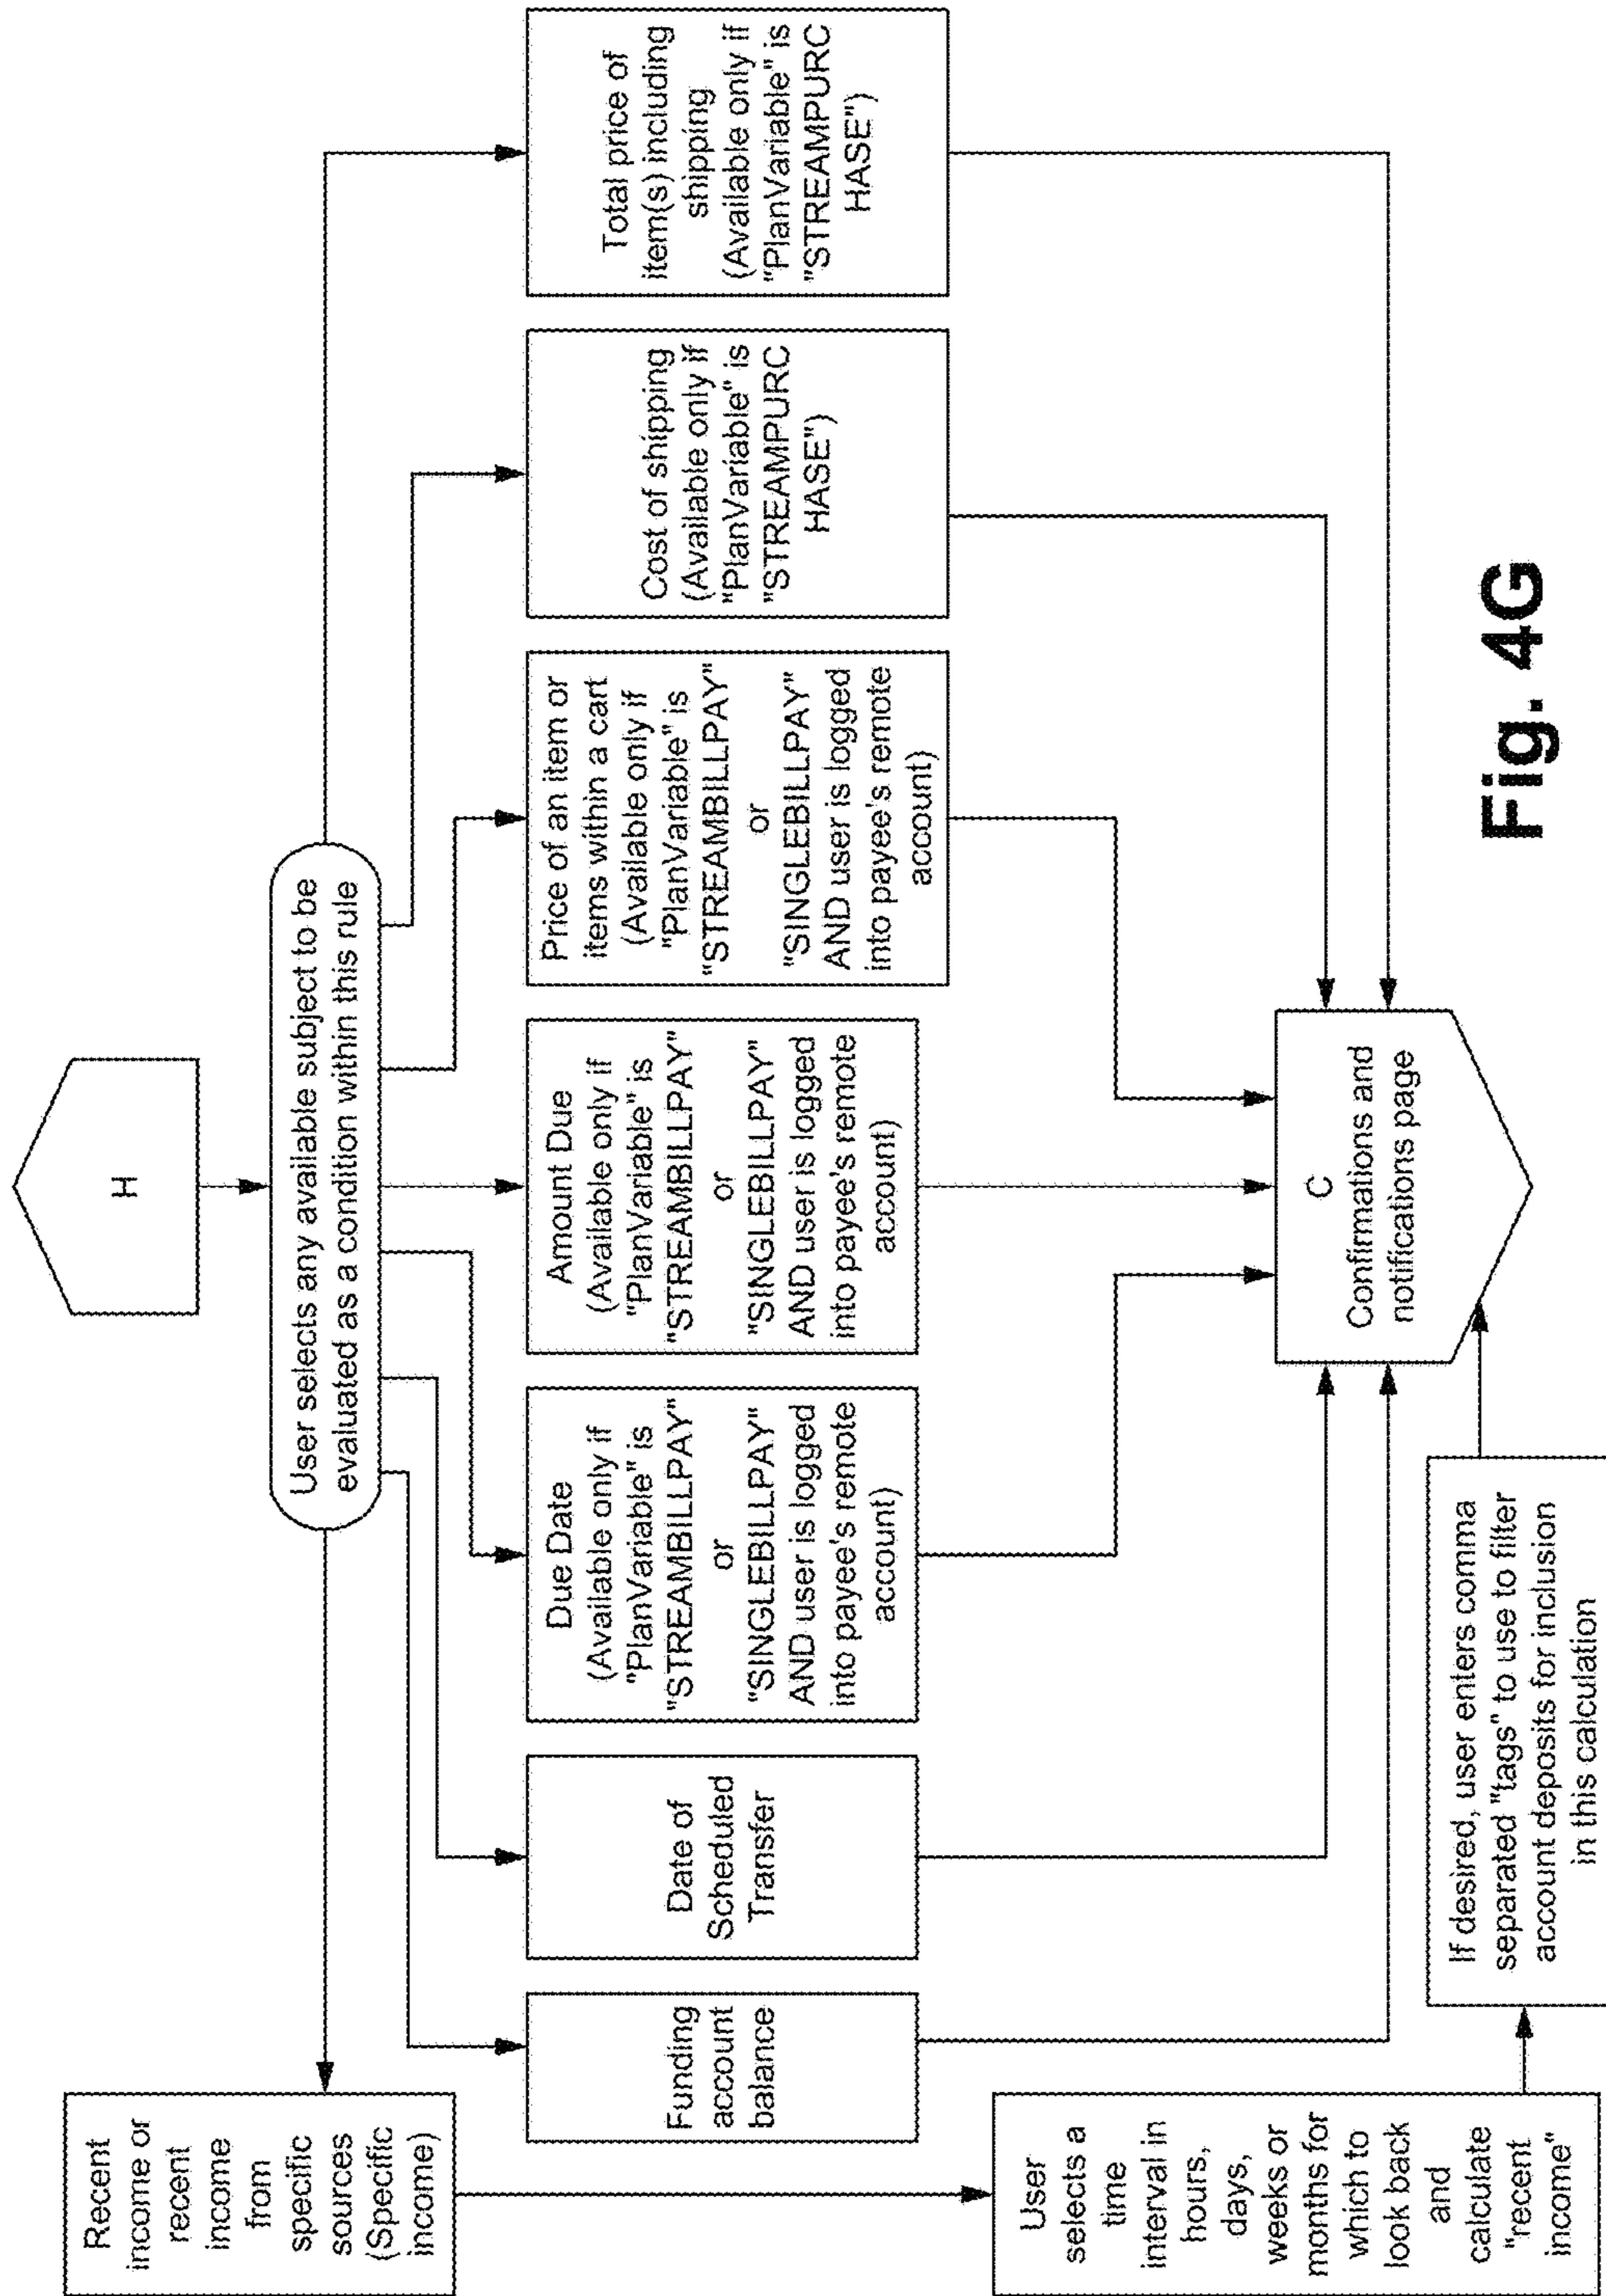 H
User selects any available subject to be
evaluated as a condition within this rule
Recent
income or
recent
income
from
specific
sources
(Specific
income)
Funding
account
balance
Date of
Scheduled
Transfer
Due Date
(Available only if
"PlanVariable" is
"STREAMBILLPAY"
or
"SINGLEBILLPAY"
AND user is logged
into payee's remote
account)
Amount Due
(Available only if
"PlanVariable" is
"STREAMBILLPAY"
or
"SINGLEBILLPAY"
AND user is logged
into payee's remote
account)
Price of an item or
items within a cart
(Available only if
"PlanVariable" is
"STREAMBILLPAY"
or
"SINGLEBILLPAY"
AND user is logged
into payee's remote
account)
Cost of shipping
(Available only if
"PlanVariable" is
"STREAMPURC
HASE")
Total price of
item(s) including
shipping
(Available only if
"PlanVariable" is
"STREAMPURC
HASE")
User
selects a
time
interval in
hours,
days,
weeks or
months for
which to
look back
and
calculate
"recent
income"
If desired, user enters comma
separated "tags" to use to filter
account deposits for inclusion
in this calculation
C
Confirmations and
notifications page
Fig. 4G